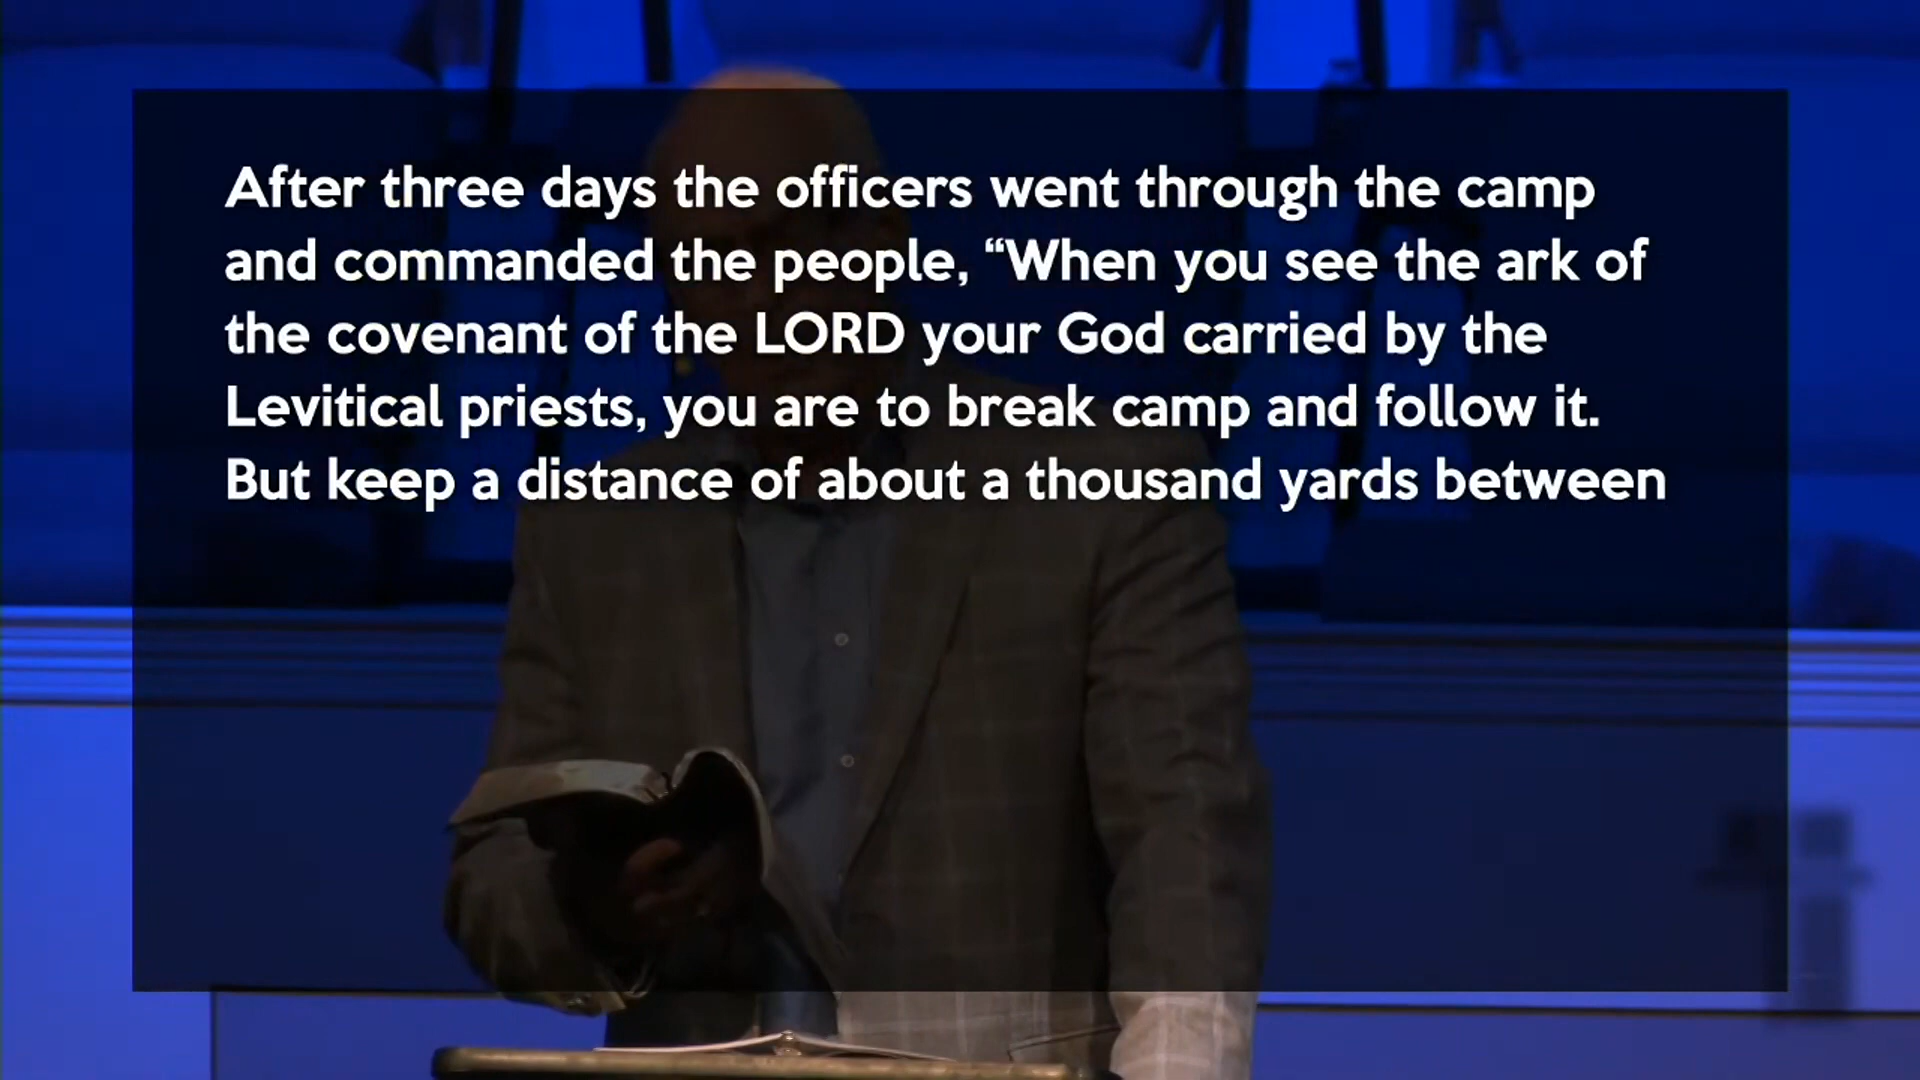 After three days the officers went through the camp
and commanded the people, “When you see the ark of
the covenant of the LORD your God carried by the
Levitical priests, you are to break camp and follow it.
But keep a distance of about a thousand yards between